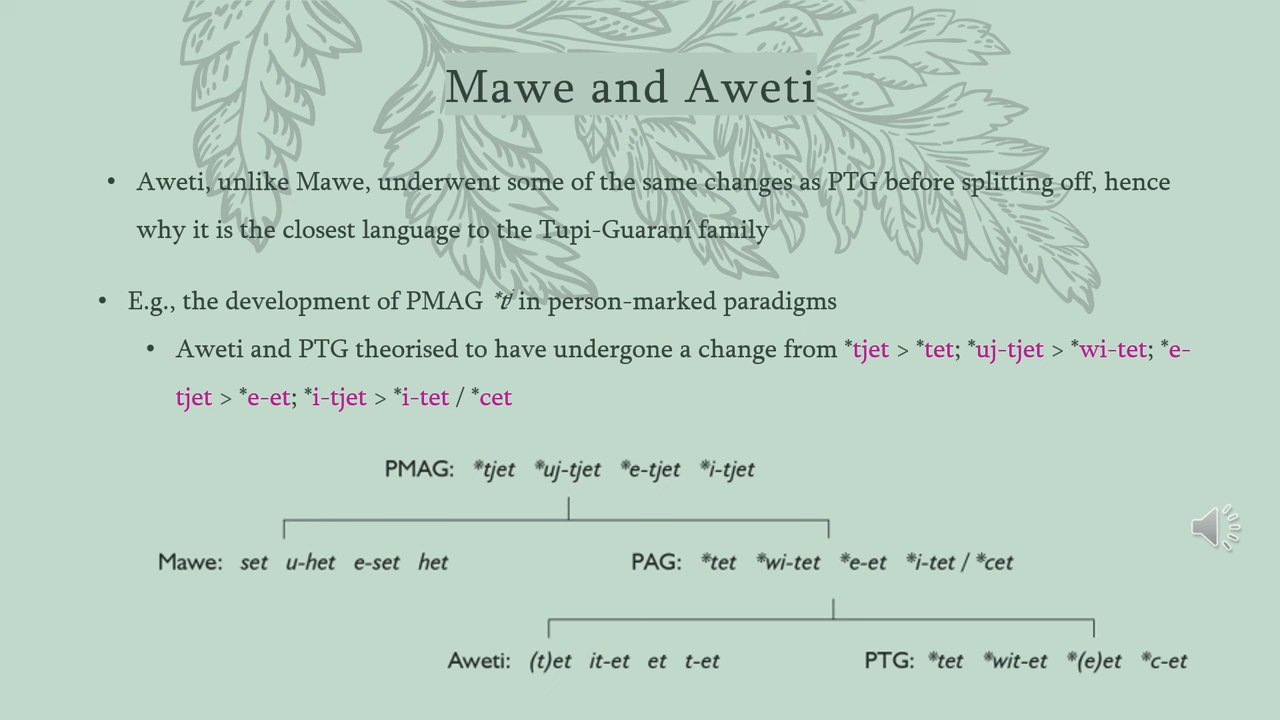 Mawe and Aweti
• Aweti, unlike Mawe, underwent some of the same changes as PTG before splitting off, hence
why it is the closest language to the Tupi-Guaraní family
• E.g., the development of PMAG *tʲ in person-marked paradigms
• Aweti and PTG theorised to have undergone a change from *tjet > *tet; *uj-tjet > *wi-tet; *e-
tjet > *e-et; *i-tjet > *i-tet / *cet
PMAG: *tjet *uj-tjet *e-tjet *i-tjet
Mawe: set u-het e-set het PAG: *tet *wi-tet *e-et *i-tet / *cet
Aweti: (t)et it-et et t-et PTG: *tet *wit-et *(e)et *c-et